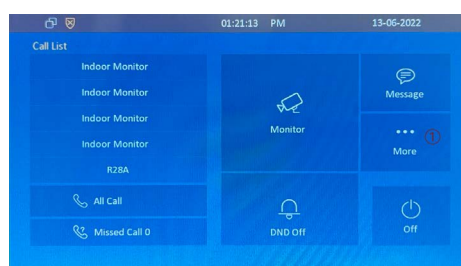 01:21:13 PM 13-06-2022
Call List
Indoor Monitor
Indoor Monitor
Indoor Monitor
Indoor Monitor
R28A
All Call
Missed Call 0
Monitor
DND Off
Message
①
More
Off